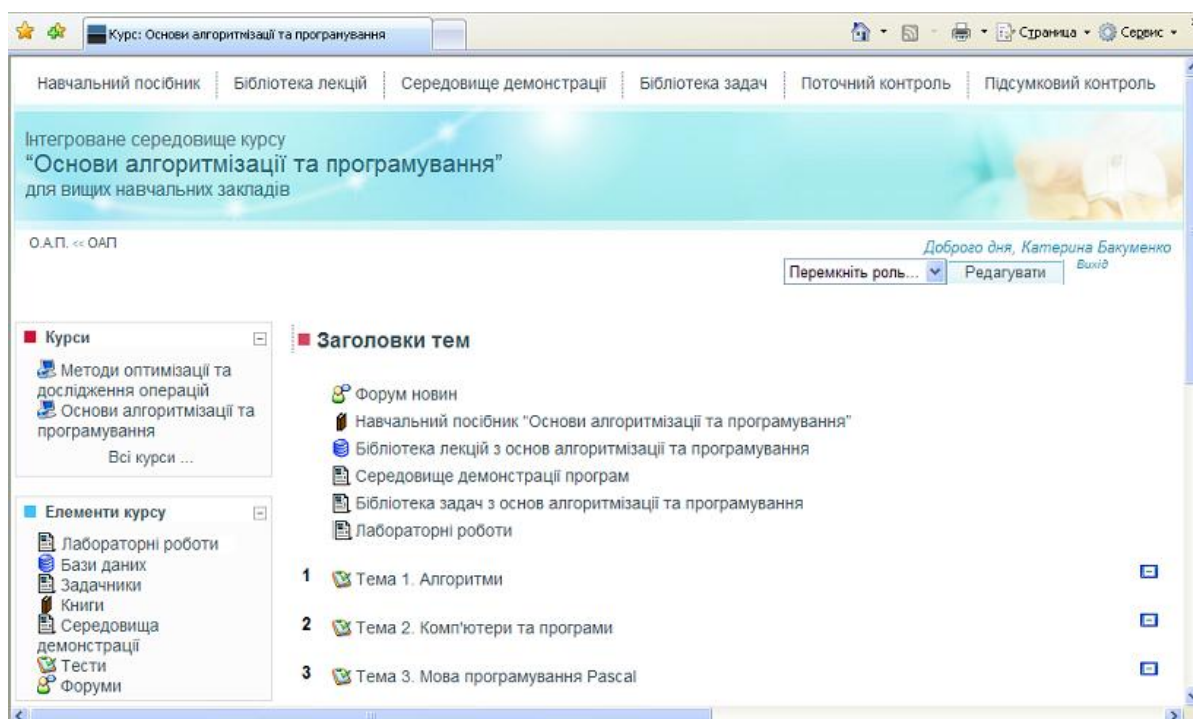 Курс: Основи алгоритмізації та програмування
Страница
Сервис
Навчальний посібник
Бібліотека лекцій
Середовище демонстрації
Бібліотека задач
Поточний контроль
Підсумковий контроль
Інтегроване середовище курсу
“Основи алгоритмізації та програмування”
для вищих навчальних закладів
О.А.П. << ОАП
Доброго дня, Катерина Бакуменко
Вихід
Перемкніть роль...
Редагувати
Курси
Методи оптимізації та
дослідження операцій
Основи алгоритмізації та
програмування
Всі курси ...
Елементи курсу
Лабораторні роботи
Бази даних
Задачники
Книги
Середовища
демонстрації
Тести
Форуми
Заголовки тем
Форум новин
Навчальний посібник "Основи алгоритмізації та програмування"
Бібліотека лекцій з основ алгоритмізації та програмування
Середовище демонстрації програм
Бібліотека задач з основ алгоритмізації та програмування
Лабораторні роботи
1 Тема 1. Алгоритми
2 Тема 2. Комп'ютери та програми
3 Тема 3. Мова програмування Pascal